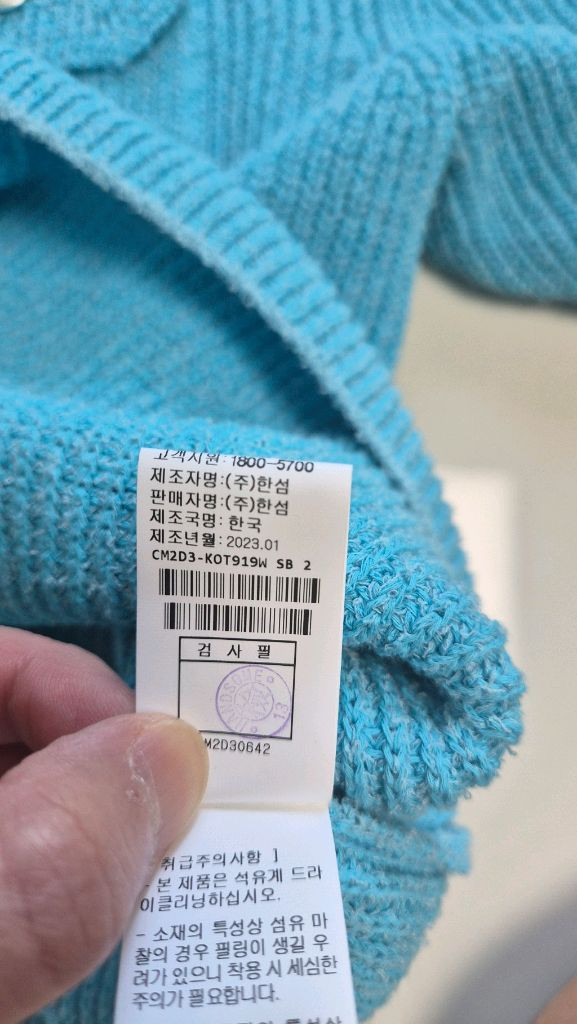 고객지원: 1800-5700
제조자명:(주)한섬
판매자명:(주)한섬
제조국명: 한국
제조년월: 2023.01
CM2D3-KOT919W SB 2
검 사 필
HANDSOME
13
M2D30642
취급주의사항 ]
- 본 제품은 석유계 드라
이클리닝하십시오.
- 소재의 특성상 섬유 마
찰의 경우 필링이 생길 우
려가 있으니 착용 시 세심한
주의가 필요합니다.